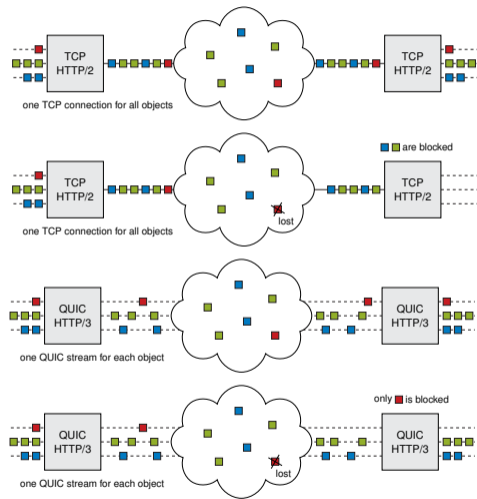 TCP
HTTP/2
TCP
HTTP/2
one TCP connection for all objects
are blocked
TCP
HTTP/2
TCP
HTTP/2
lost
one TCP connection for all objects
QUIC
HTTP/3
QUIC
HTTP/3
one QUIC stream for each object
only is blocked
QUIC
HTTP/3
QUIC
HTTP/3
lost
one QUIC stream for each object